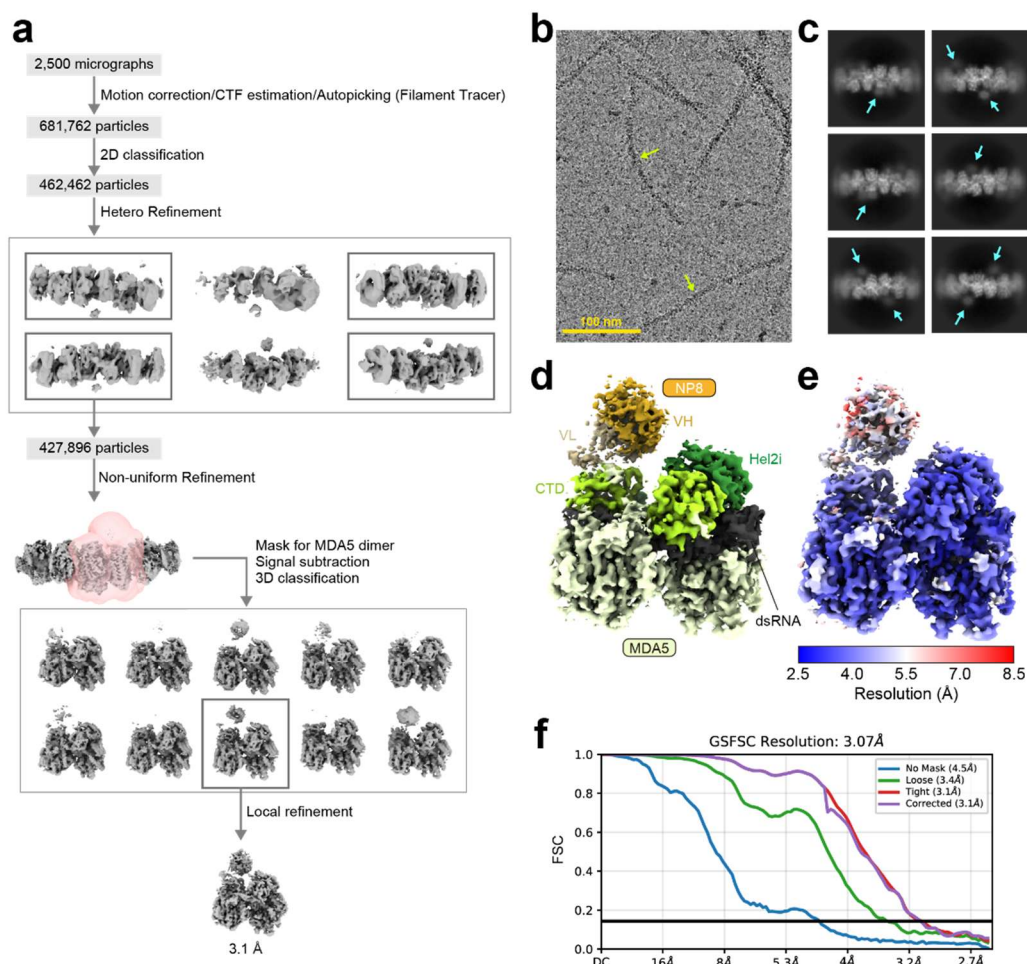 a
2,500 micrographs
Motion correction/CTF estimation/Autopicking (Filament Tracer)
681,762 particles
2D classification
462,462 particles
Hetero Refinement
427,896 particles
Non-uniform Refinement
Mask for MDA5 dimer
Signal subtraction
3D classification
Local refinement
3.1 Å
b
100 nm
c
d
NP8
VL
VH
Hel2i
CTD
dsRNA
MDA5
e
2.5 4.0 5.5 7.0 8.5
Resolution (Å)
f
GSFSC Resolution: 3.07Å
No Mask (4.5Å)
Loose (3.4Å)
Tight (3.1Å)
Corrected (3.1Å)
FSC
1.0
0.8
0.6
0.4
0.2
0.0
DC 16Å 8Å 5.3Å 4Å 3.2Å 2.7Å